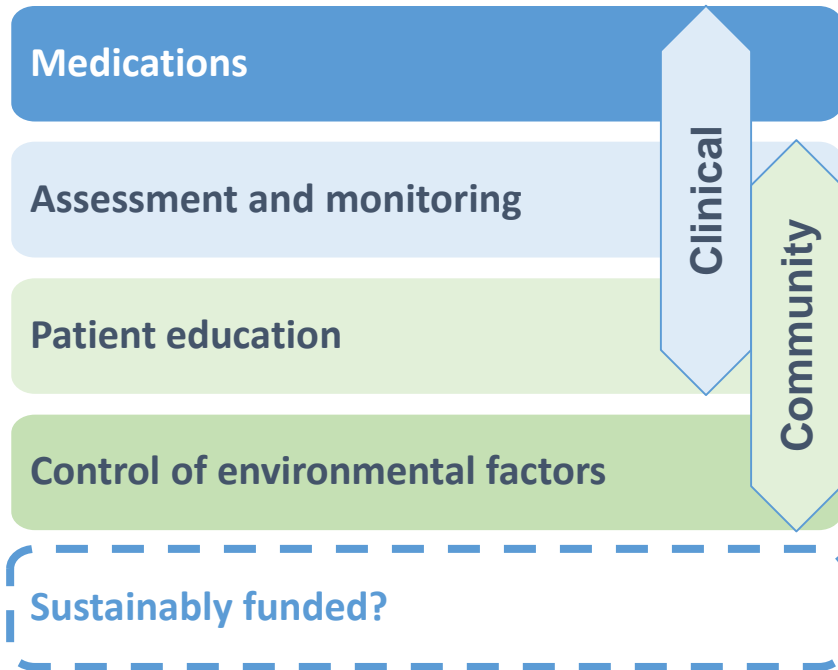 Medications
Assessment and monitoring
Patient education
Control of environmental factors
Sustainably funded?
Clinical
Community